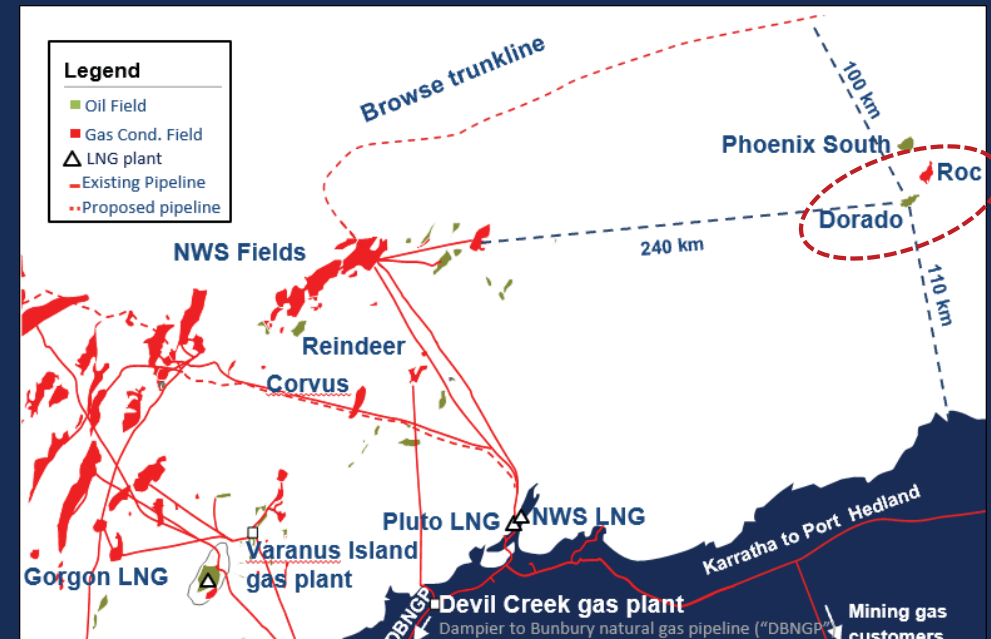 Legend
Oil Field
Gas Cond. Field
LNG plant
Existing Pipeline
Proposed pipeline
Browse trunkline
100 km
Phoenix South
Roc
Dorado
240 km
110 km
NWS Fields
Reindeer
Corvus
Pluto LNG
NWS LNG
Varanus Island
gas plant
Gorgon LNG
Karratha to Port Hedland
DBNGP
Devil Creek gas plant
Dampier to Bunbury natural gas pipeline ("DBNGP"
Mining gas
customers